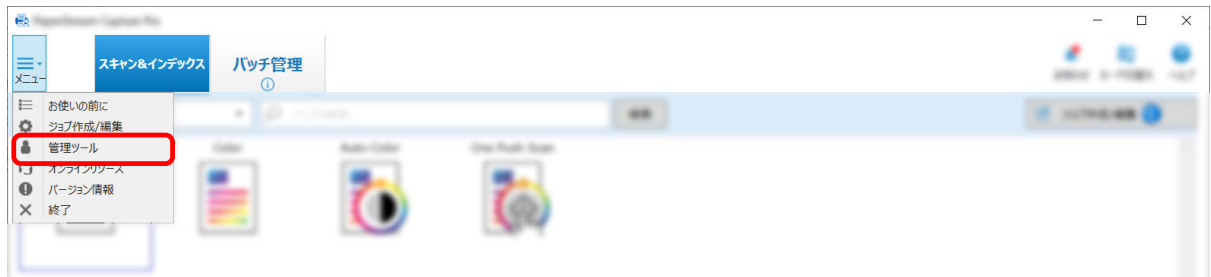 PaperStream Capture Pro
メニュー
スキャン&インデックス
バッチ管理
お使いの前に
ジョブ作成/編集
管理ツール
オンラインリソース
バージョン情報
終了
Color
Auto-Color
One Push Scan